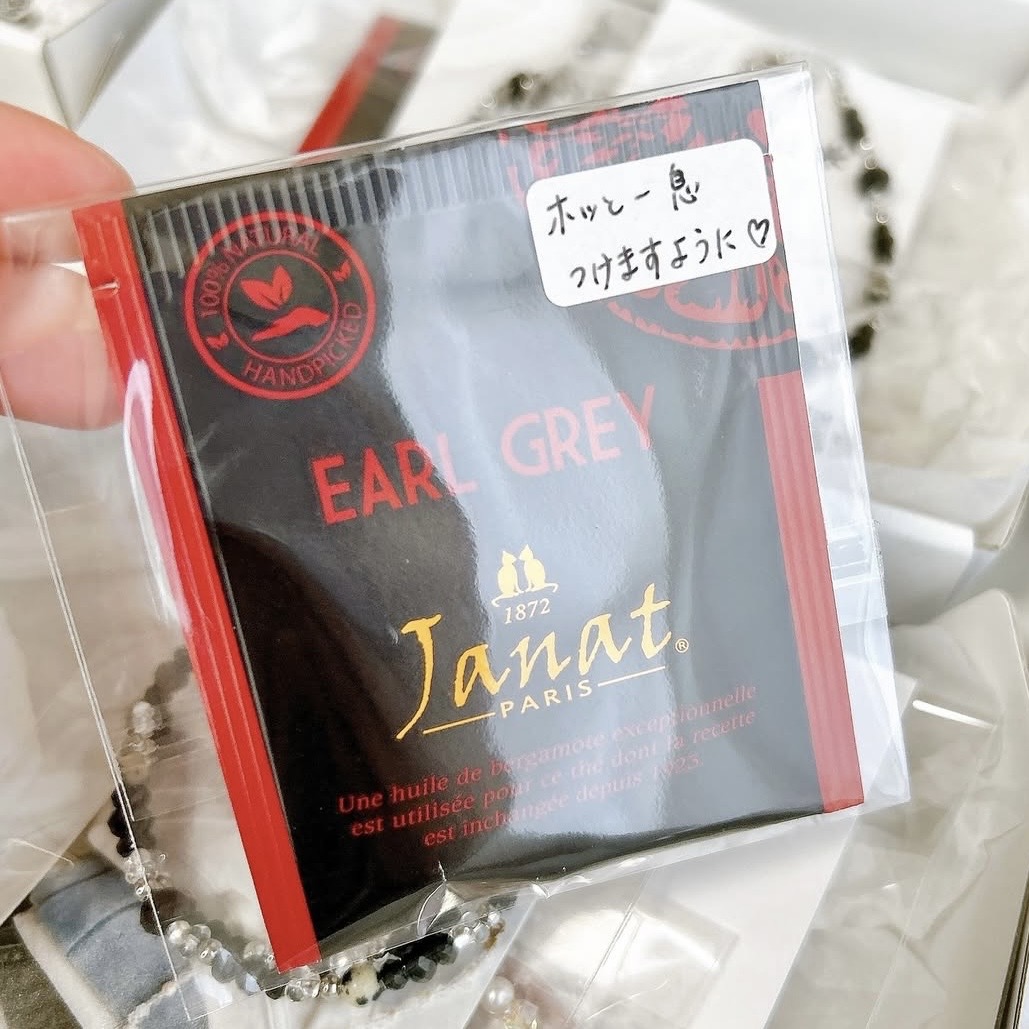 ホッと一息
つけますように♡
100% NATURAL
HANDPICKED
EARL GREY
1872
Janat®
PARIS
Une huile de bergamote exceptionnelle
est utilisée pour ce thé dont la recette
est inchangée depuis 1923.